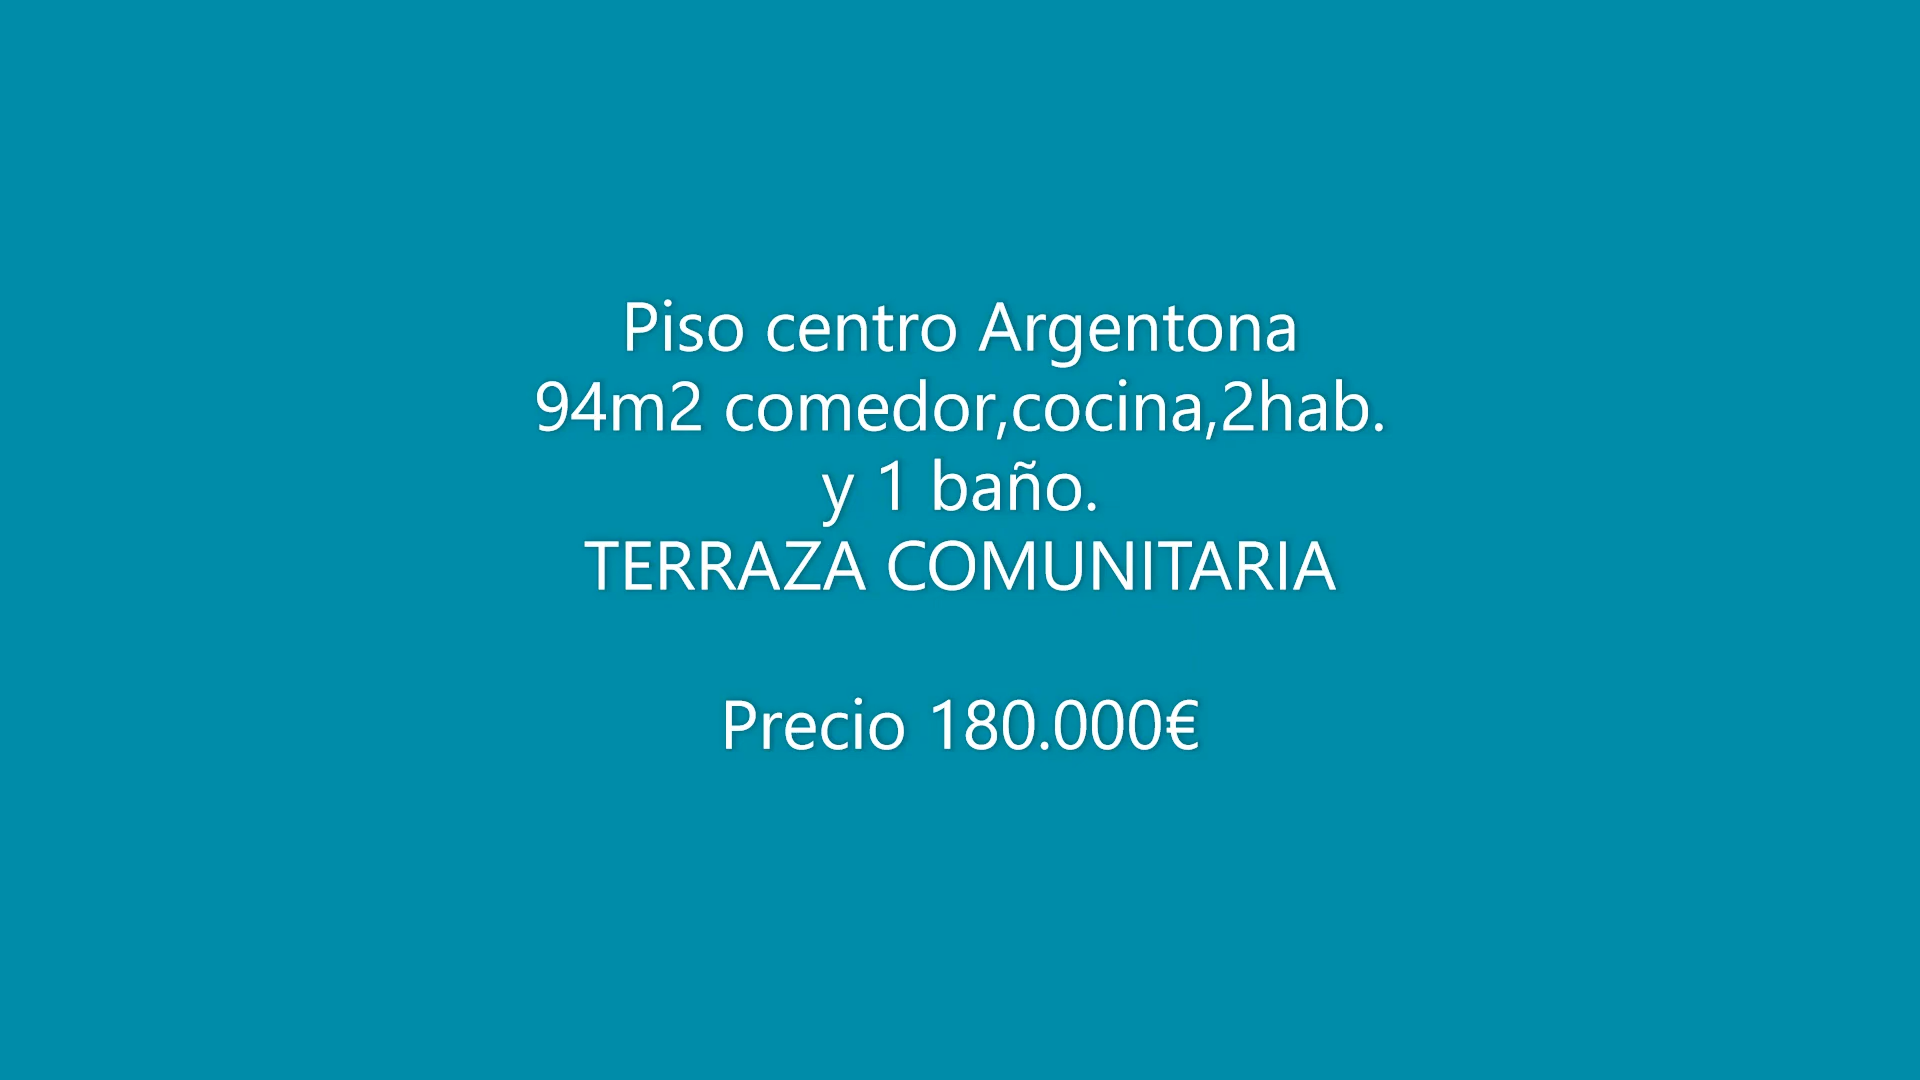 Piso centro Argentona
94m2 comedor,cocina,2hab.
y 1 baño.
TERRAZA COMUNITARIA
Precio 180.000€